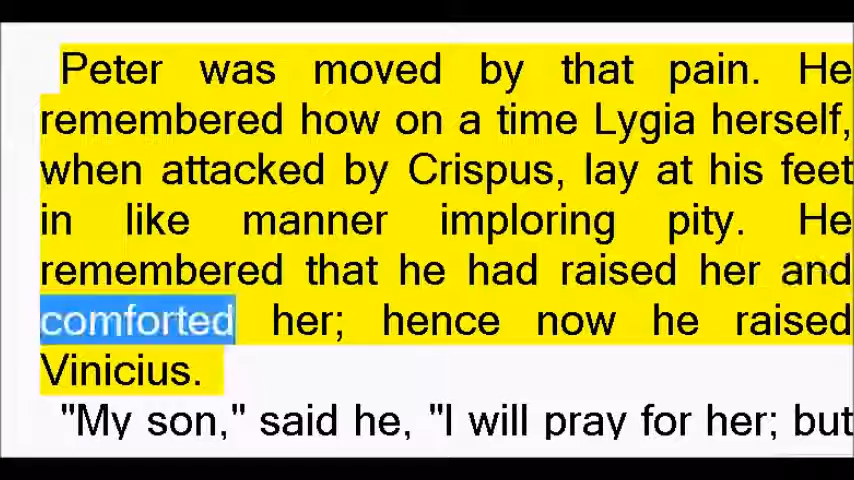 Peter was moved by that pain. He
remembered how on a time Lygia herself,
when attacked by Crispus, lay at his feet
in like manner imploring pity. He
remembered that he had raised her and
comforted her; hence now he raised
Vinicius.
"My son," said he, "I will pray for her; but